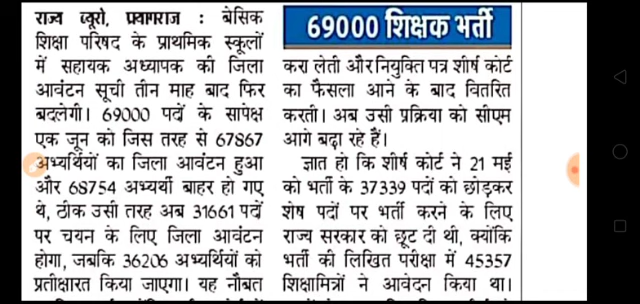 राज्य ब्यूरो, प्रयागराज : बेसिक
शिक्षा परिषद के प्राथमिक स्कूलों
में सहायक अध्यापक की जिला
आवंटन सूची तीन माह बाद फिर
बदलेगी। 69000 पदों के सापेक्ष
एक जून को जिस तरह से 67867
अभ्यर्थियों का जिला आवंटन हुआ
और 68754 अभ्यर्थी बाहर हो गए
थे, ठीक उसी तरह अब 31661 पदों
पर चयन के लिए जिला आवंटन
होगा, जबकि 36206 अभ्यर्थियों को
प्रतीक्षारत किया जाएगा। यह नौबत
69000 शिक्षक भर्ती
करा लेती और नियुक्ति पत्र शीर्ष कोर्ट
का फैसला आने के बाद वितरित
करती। अब उसी प्रक्रिया को सीएम
आगे बढ़ा रहे हैं।
ज्ञात हो कि शीर्ष कोर्ट ने 21 मई
को भर्ती के 37339 पदों को छोड़कर
शेष पदों पर भर्ती करने के लिए
राज्य सरकार को छूट दी थी, क्योंकि
भर्ती की लिखित परीक्षा में 45357
शिक्षामित्रों ने आवेदन किया था।